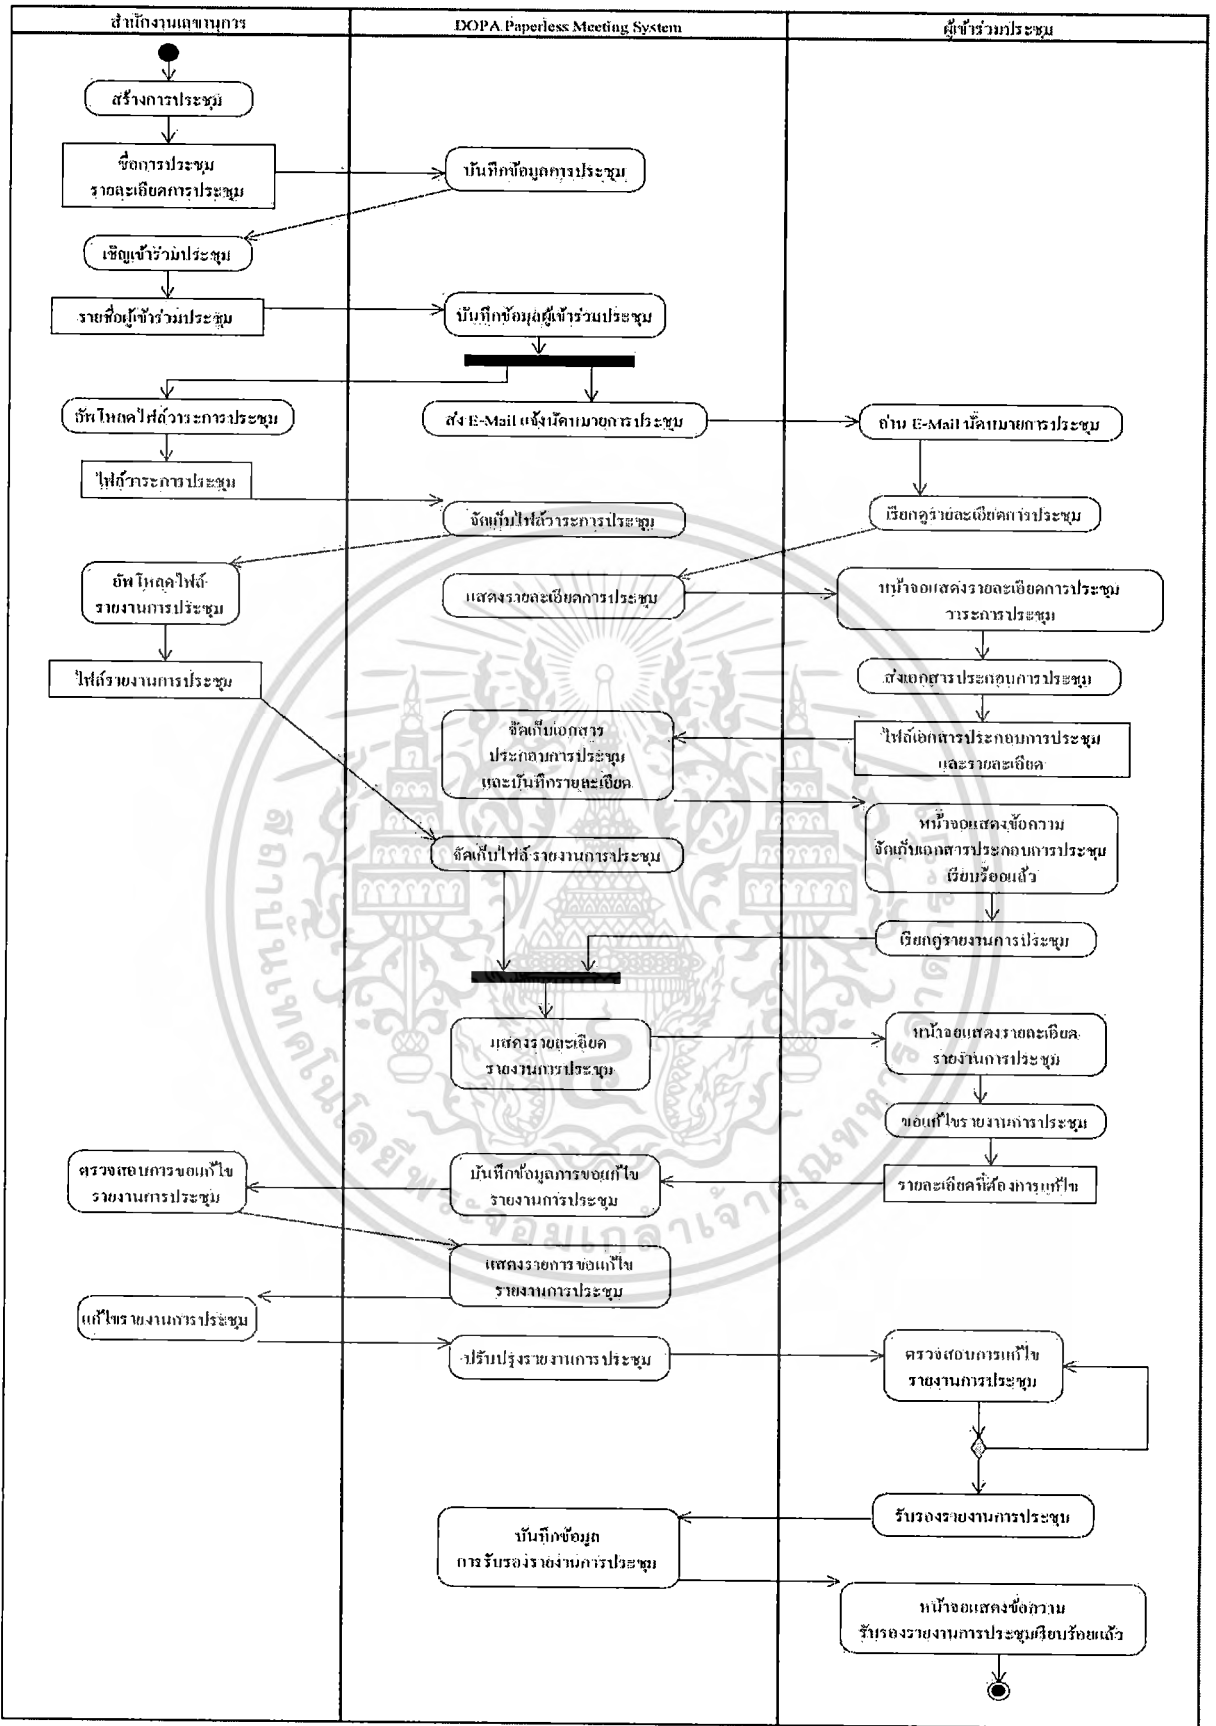 สำนักงานเลขานุการ
DOPA Paperless Meeting System
ผู้เข้าร่วมประชุม
สร้างการประชุม
ชื่อการประชุม
รายละเอียดการประชุม
บันทึกข้อมูลการประชุม
เชิญเข้าร่วมประชุม
รายชื่อผู้เข้าร่วมประชุม
บันทึกข้อมูลผู้เข้าร่วมประชุม
อัพโหลดไฟล์วาระการประชุม
ส่ง E-Mail แจ้งนัดหมายการประชุม
อ่าน E-Mail นัดหมายการประชุม
ไฟล์วาระการประชุม
จัดเก็บไฟล์วาระการประชุม
เรียกดูรายละเอียดการประชุม
อัพโหลดไฟล์
รายงานการประชุม
แสดงรายละเอียดการประชุม
หน้าจอแสดงรายละเอียดการประชุม
วาระการประชุม
ไฟล์รายงานการประชุม
ส่งเอกสารประกอบการประชุม
จัดเก็บเอกสาร
ประกอบการประชุม
และบันทึกรายละเอียด
ไฟล์เอกสารประกอบการประชุม
และรายละเอียด
หน้าจอแสดงข้อความ
จัดเก็บเอกสารประกอบการประชุม
เรียบร้อยแล้ว
จัดเก็บไฟล์รายงานการประชุม
เรียกดูรายงานการประชุม
แสดงรายละเอียด
รายงานการประชุม
หน้าจอแสดงรายละเอียด
รายงานการประชุม
ขอแก้ไขรายงานการประชุม
รายละเอียดที่ต้องการแก้ไข
บันทึกข้อมูลการขอแก้ไข
รายงานการประชุม
ตรวจสอบการขอแก้ไข
รายงานการประชุม
แสดงรายการขอแก้ไข
รายงานการประชุม
แก้ไขรายงานการประชุม
ปรับปรุงรายงานการประชุม
ตรวจสอบการแก้ไข
รายงานการประชุม
รับรองรายงานการประชุม
บันทึกข้อมูล
การรับรองรายงานการประชุม
หน้าจอแสดงข้อความ
รับรองรายงานการประชุมเรียบร้อยแล้ว
สถาบันเทคโนโลยีพระจอมเกล้าเจ้าคุณทหารลาดกระบัง